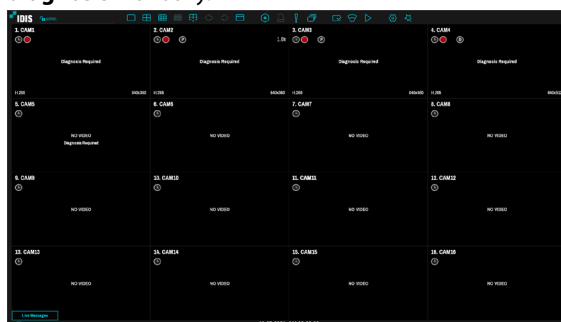 IDIS
1. CAM1
2. CAM2
3. CAM3
4. CAM4
Diagnosis Required
Diagnosis Required
Diagnosis Required
Diagnosis Required
H.265
640x360
H.265
640x360
H.265
640x360
H.265
5. CAM5
6. CAM6
7. CAM7
8. CAM8
NO VIDEO
Diagnosis Required
NO VIDEO
NO VIDEO
NO VIDEO
9. CAM9
10. CAM10
11. CAM11
12. CAM12
NO VIDEO
NO VIDEO
NO VIDEO
NO VIDEO
13. CAM13
14. CAM14
15. CAM15
16. CAM16
NO VIDEO
NO VIDEO
NO VIDEO
NO VIDEO
Live Messages